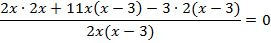 (2x · 2x + 11x(x − 3) − 3 · 2(x − 3)) / (2x(x − 3)) = 0